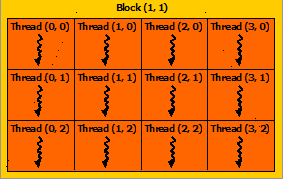 Block (1, 1)
Thread (0, 0) Thread (1, 0) Thread (2, 0) Thread (3, 0)
Thread (0, 1) Thread (1, 1) Thread (2, 1) Thread (3, 1)
Thread (0, 2) Thread (1, 2) Thread (2, 2) Thread (3, 2)